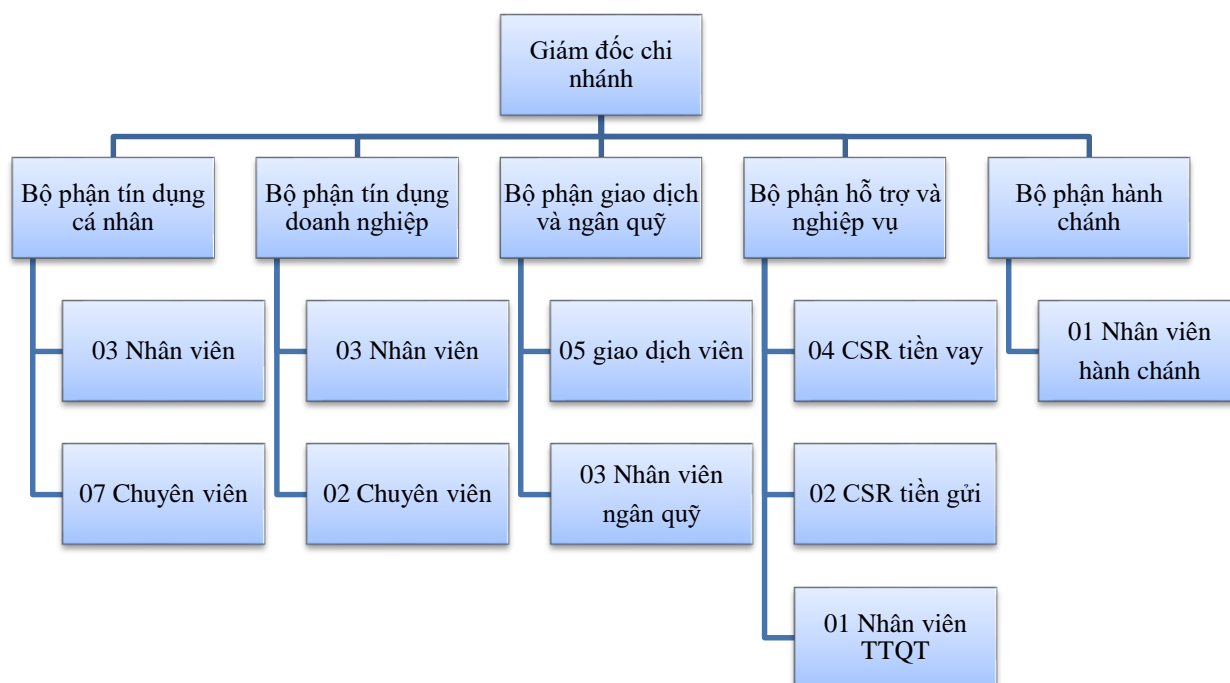 Giám đốc chi
nhánh
Bộ phận tín dụng
cá nhân
Bộ phận tín dụng
doanh nghiệp
Bộ phận giao dịch
và ngân quỹ
Bộ phận hỗ trợ và
nghiệp vụ
Bộ phận hành
chánh
03 Nhân viên
03 Nhân viên
05 giao dịch viên
04 CSR tiền vay
01 Nhân viên
hành chánh
07 Chuyên viên
02 Chuyên viên
03 Nhân viên
ngân quỹ
02 CSR tiền gửi
01 Nhân viên
TTQT